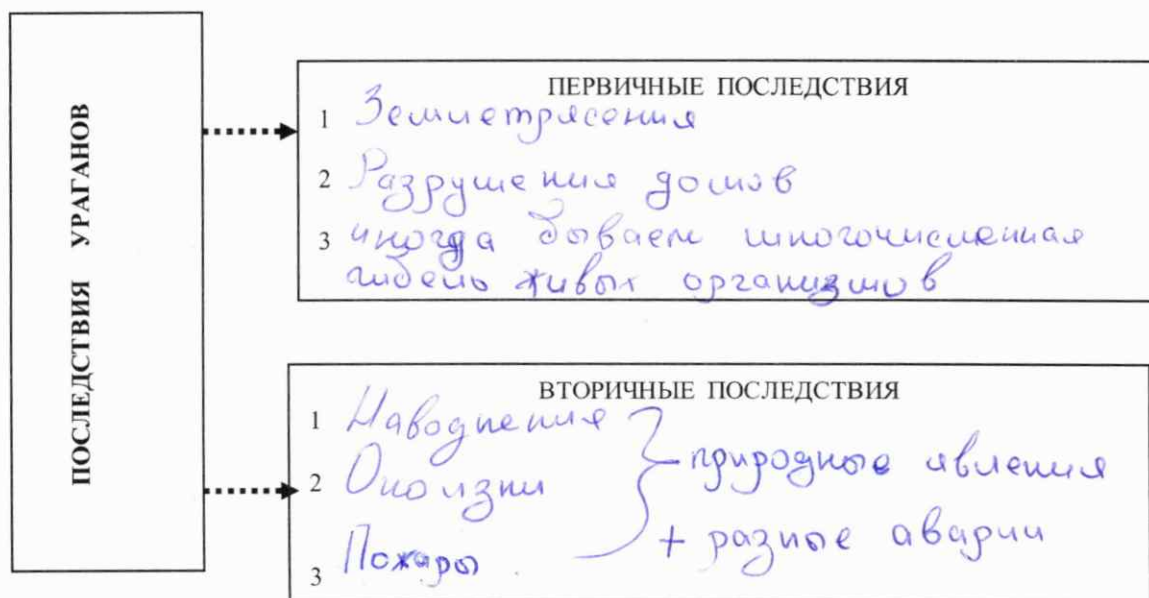 ПОСЛЕДСТВИЯ УРАГАНОВ
ПЕРВИЧНЫЕ ПОСЛЕДСТВИЯ
1 Землетрясения
2 Разрушения домов
3 иногда бывает многочисленная
гибель живых организмов
ВТОРИЧНЫЕ ПОСЛЕДСТВИЯ
1 Наводнения
2 Оползни
3 Пожары
природные явления
+ разные аварии